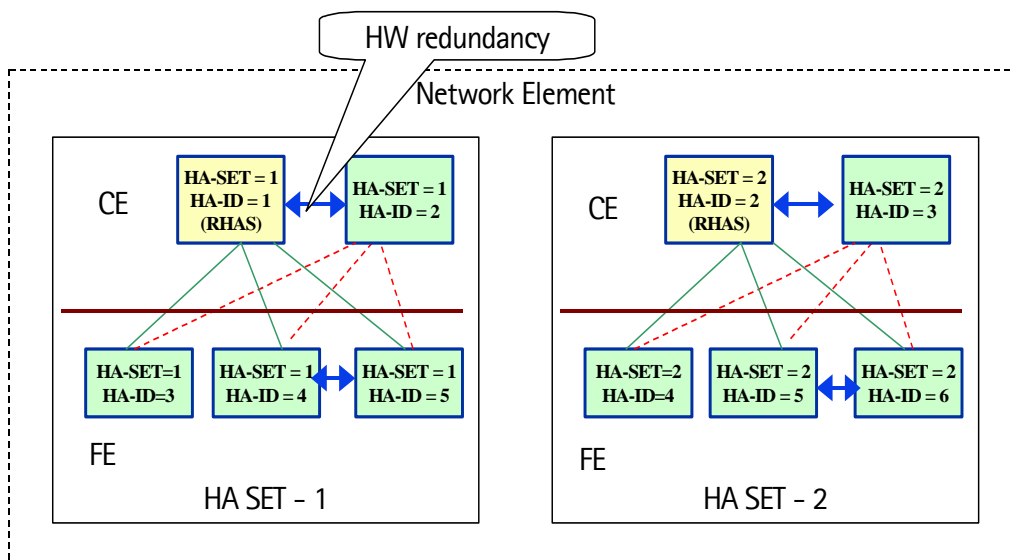 HW redundancy
Network Element
CE
HA-SET = 1
HA-ID = 1
(RHAS)
HA-SET = 1
HA-ID = 2
HA-SET=1
HA-ID=3
HA-SET = 1
HA-ID = 4
HA-SET = 1
HA-ID = 5
FE
HA SET - 1
CE
HA-SET = 2
HA-ID = 2
(RHAS)
HA-SET = 2
HA-ID = 3
HA-SET=2
HA-ID=4
HA-SET = 2
HA-ID = 5
HA-SET = 2
HA-ID = 6
FE
HA SET - 2